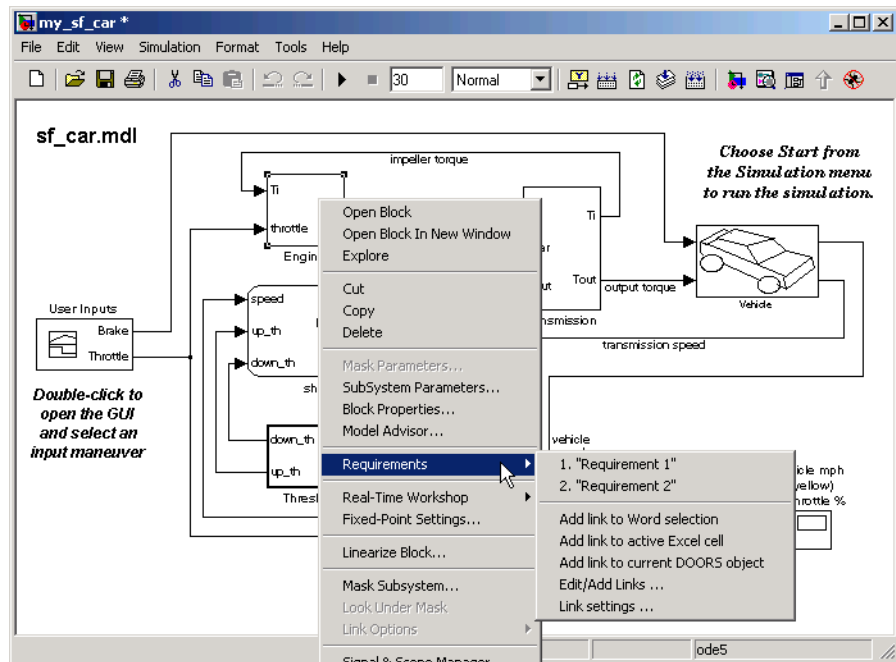 my_sf_car *
File Edit View Simulation Format Tools Help
30 Normal
sf_car.mdl
impeller torque
Choose Start from
the Simulation menu
to run the simulation.
Ti
throttle
Ti
Tout
output torque
Vehicle
transmission speed
User Inputs
Brake
Throttle
Double-click to
open the GUI
and select an
input maneuver
speed
up_th
down_th
down_th
up_th
vehicle
mph
throttle %
Open Block
Open Block In New Window
Explore
Cut
Copy
Delete
Mask Parameters...
SubSystem Parameters...
Block Properties...
Model Advisor...
Requirements
Real-Time Workshop
Fixed-Point Settings...
Linearize Block...
Mask Subsystem...
Look Under Mask
Link Options
Signal & Scope Manager
1. "Requirement 1"
2. "Requirement 2"
Add link to Word selection
Add link to active Excel cell
Add link to current DOORS object
Edit/Add Links ...
Link settings ...
ode5